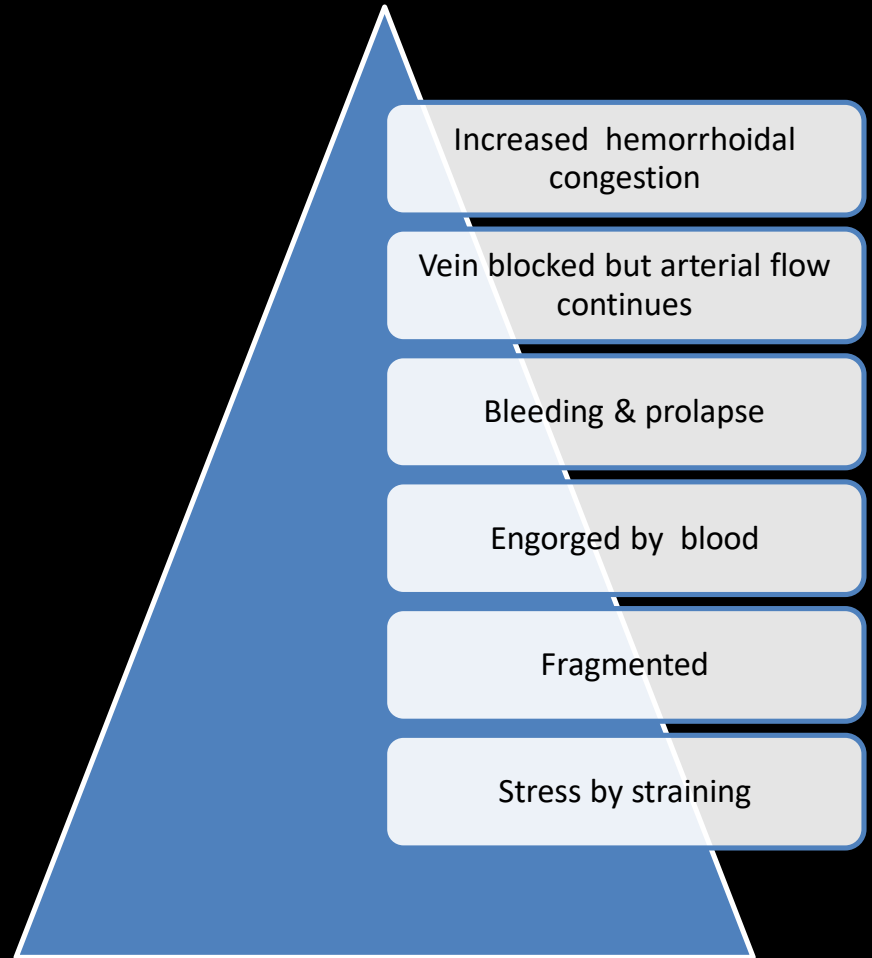 Increased  hemorrhoidal
congestion
Vein blocked but arterial flow
continues
Bleeding & prolapse
Engorged by  blood
Fragmented
Stress by straining